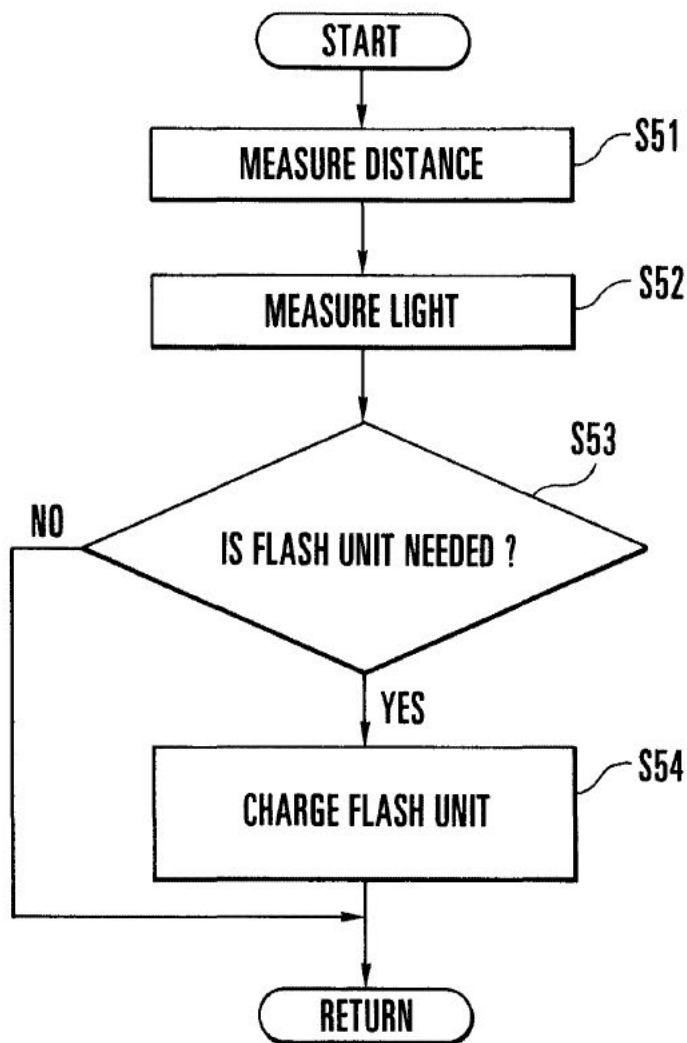 START
MEASURE DISTANCE
S51
MEASURE LIGHT
S52
IS FLASH UNIT NEEDED ?
S53
NO
YES
CHARGE FLASH UNIT
S54
RETURN